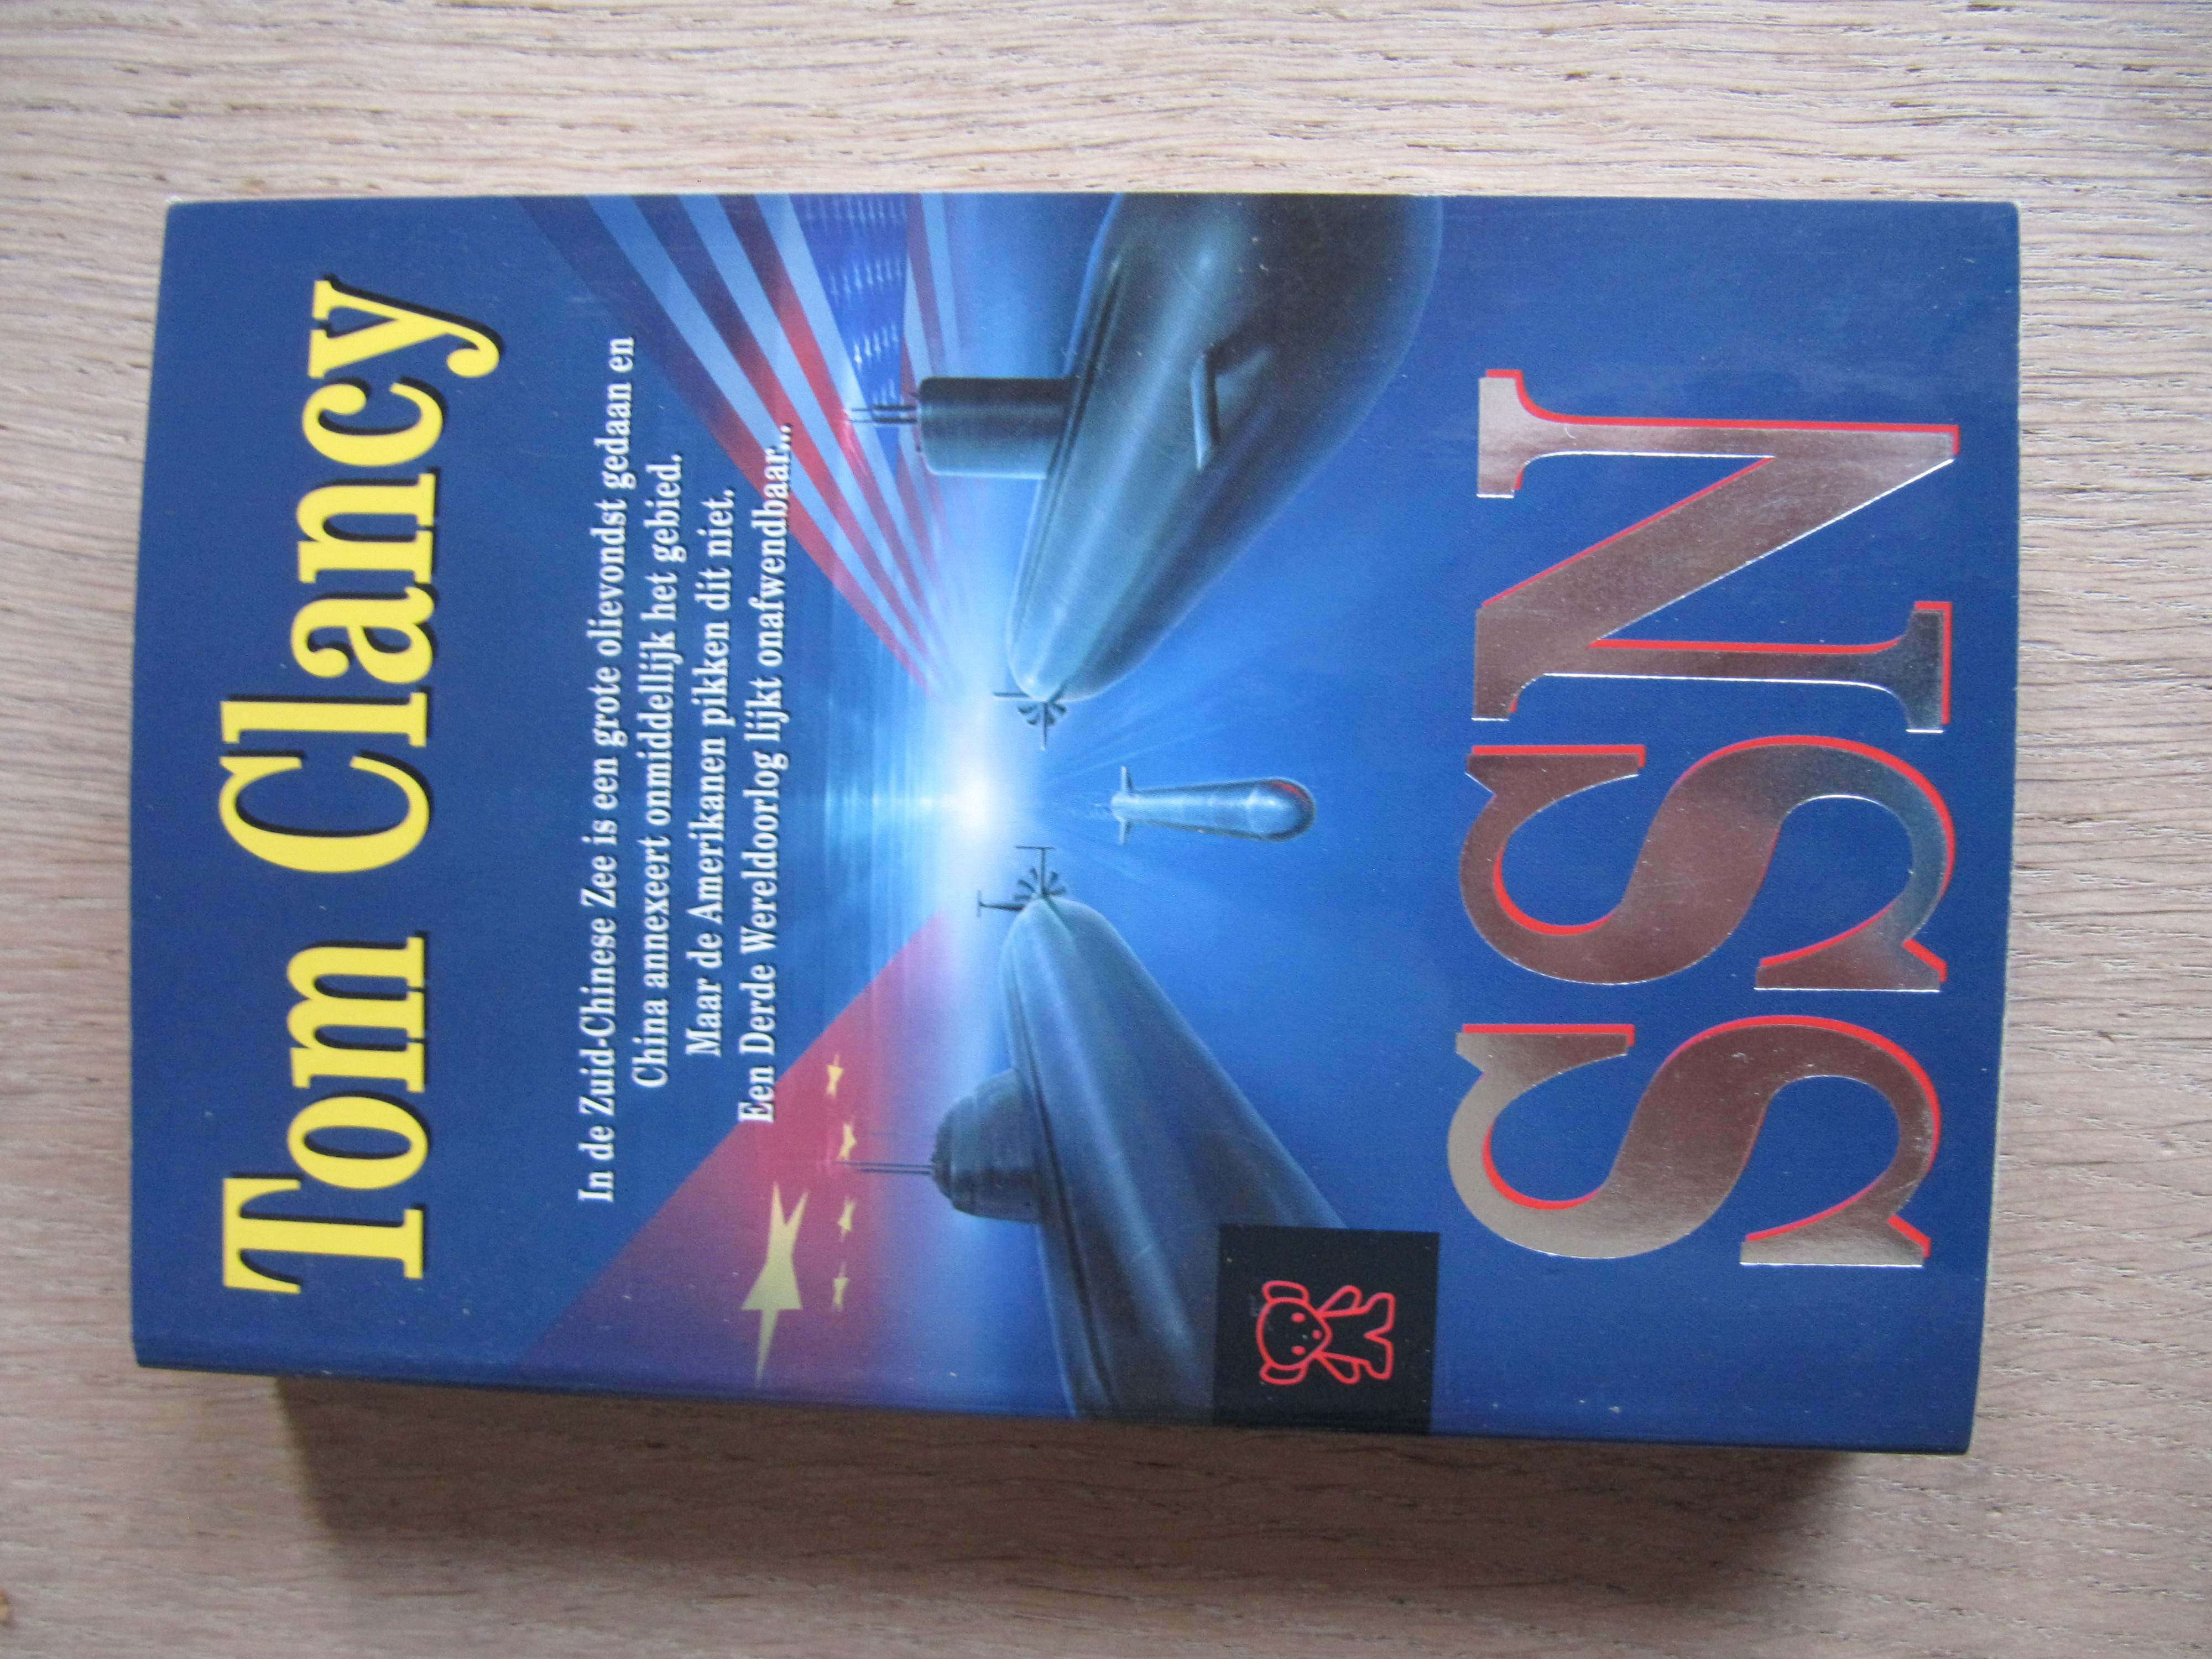 Tom Clancy
In de Zuid-Chinese Zee is een grote olievondst gedaan en
China annexeert onmiddellijk het gebied.
Maar de Amerikanen pikken dit niet.
Een Derde Wereldoorlog lijkt onafwendbaar...
SSN